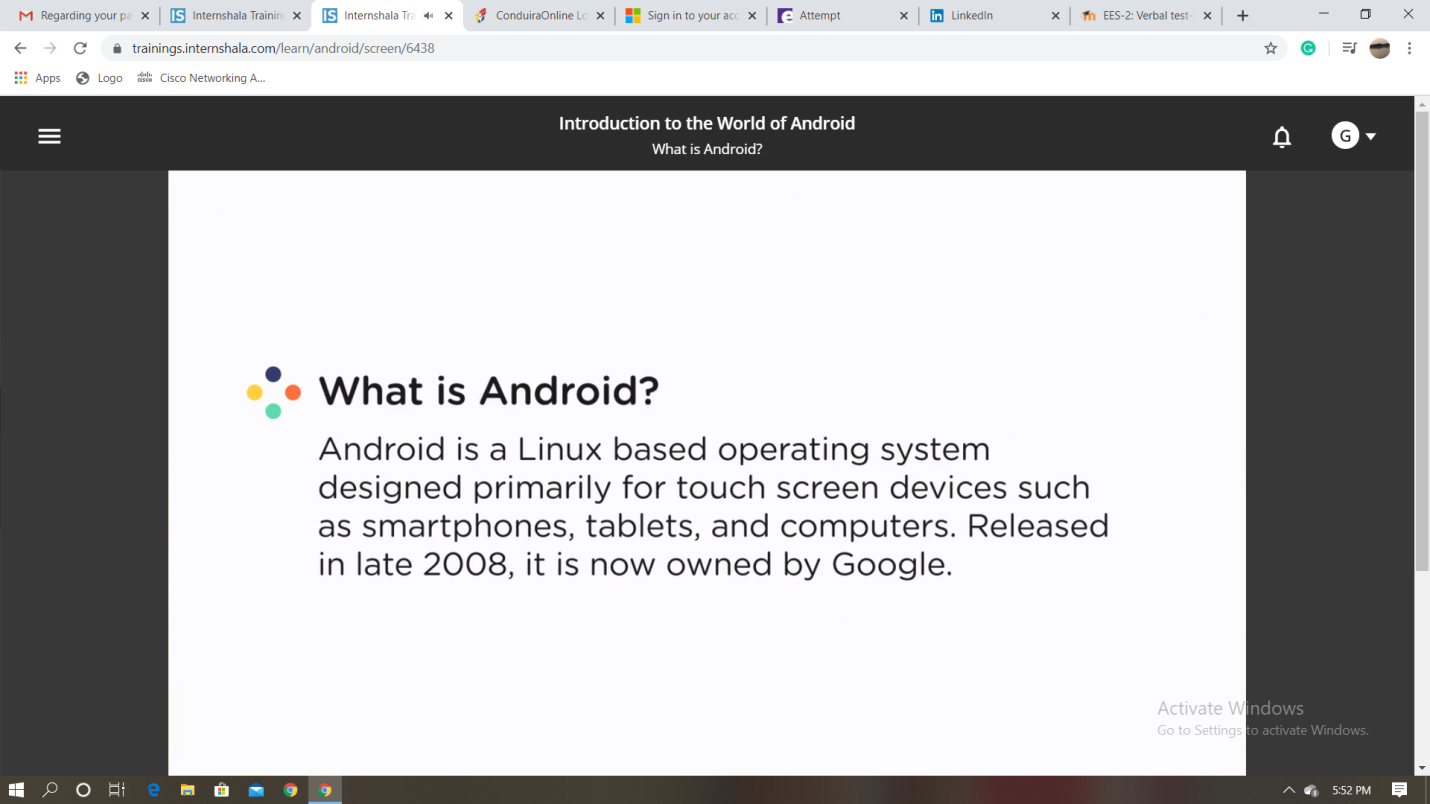 Regarding your pa
Internshala Training
Internshala Tra
ConduiraOnline Lo
Sign in to your acc
Attempt
LinkedIn
EES-2: Verbal test-
trainings.internshala.com/learn/android/screen/6438
Apps
Logo
Cisco Networking A...
Introduction to the World of Android
What is Android?
G
What is Android?
Android is a Linux based operating system
designed primarily for touch screen devices such
as smartphones, tablets, and computers. Released
in late 2008, it is now owned by Google.
Activate Windows
Go to Settings to activate Windows.
5:52 PM